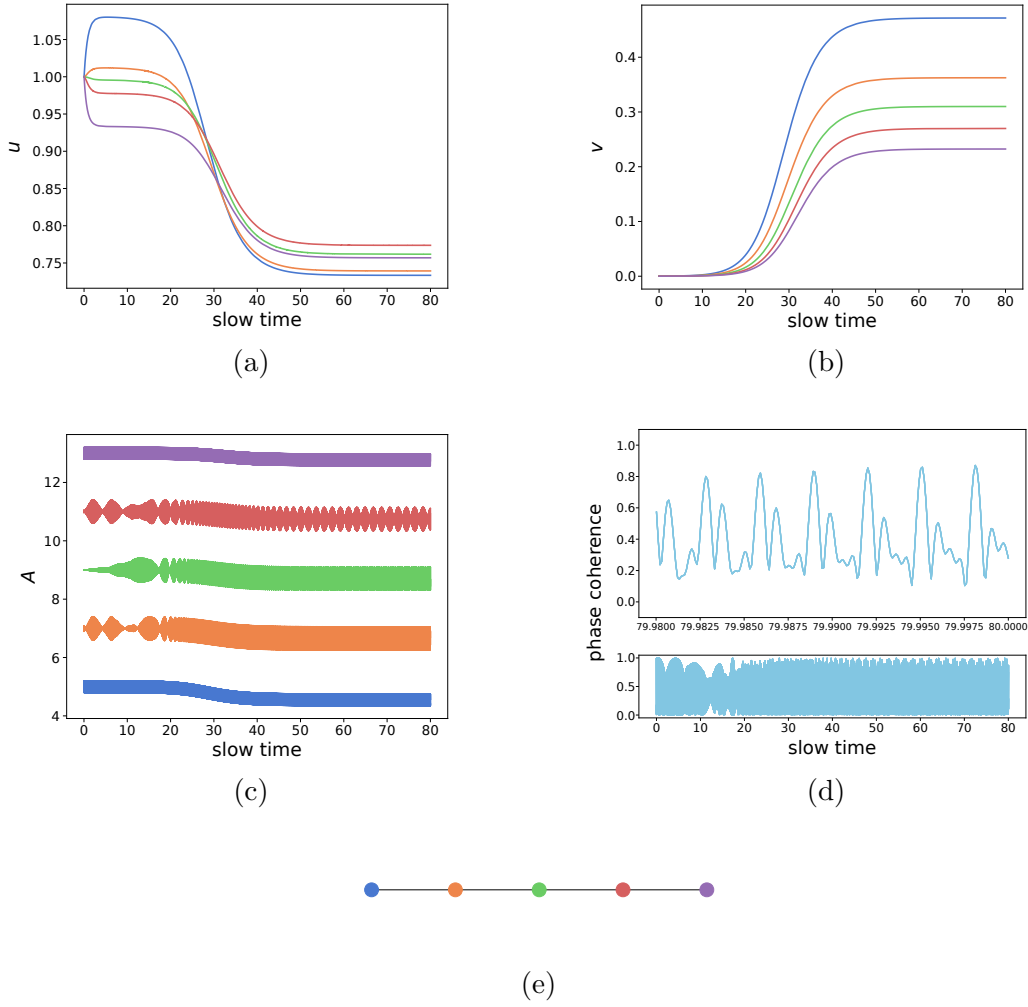 1.05
1.00
0.95
0.90
0.85
0.80
0.75
u
0 10 20 30 40 50 60 70 80
slow time
(a)
0.4
0.3
0.2
0.1
0.0
v
0 10 20 30 40 50 60 70 80
slow time
(b)
12
10
8
6
4
A
0 10 20 30 40 50 60 70 80
slow time
(c)
1.0
0.8
0.6
0.4
0.2
0.0
79.9800 79.9825 79.9850 79.9875 79.9900 79.9925 79.9950 79.9975 80.0000
phase coherence
1.0
0.5
0.0
0 10 20 30 40 50 60 70 80
slow time
(d)
(e)